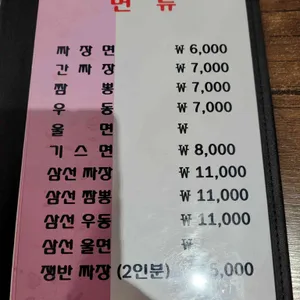 면 류
짜장면 ₩ 6,000
간짜장 ₩ 7,000
짬뽕 ₩ 7,000
우동 ₩ 7,000
울면 ₩
기스면 ₩ 8,000
삼선 짜장 ₩ 11,000
삼선 짬뽕 ₩ 11,000
삼선 우동 ₩ 11,000
삼선 울면 ₩
쟁반 짜장 (2인분)